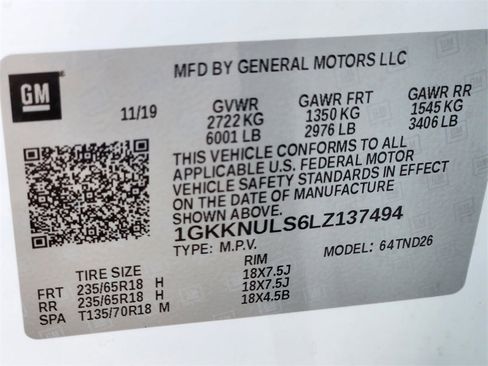 MFD BY GENERAL MOTORS LLC
GM
11/19 GVWR GAWR FRT GAWR RR
2722 KG 1350 KG 1545 KG
6001 LB 2976 LB 3406 LB
THIS VEHICLE CONFORMS TO ALL
APPLICABLE U.S. FEDERAL MOTOR
VEHICLE SAFETY STANDARDS IN EFFECT
ON THE DATE OF MANUFACTURE
SHOWN ABOVE.
1GKKNULS6LZ137494
TYPE: M.P.V. MODEL: 64TND26
TIRE SIZE RIM
FRT 235/65R18 H 18X7.5J
RR 235/65R18 H 18X7.5J
SPA T135/70R18 M 18X4.5B